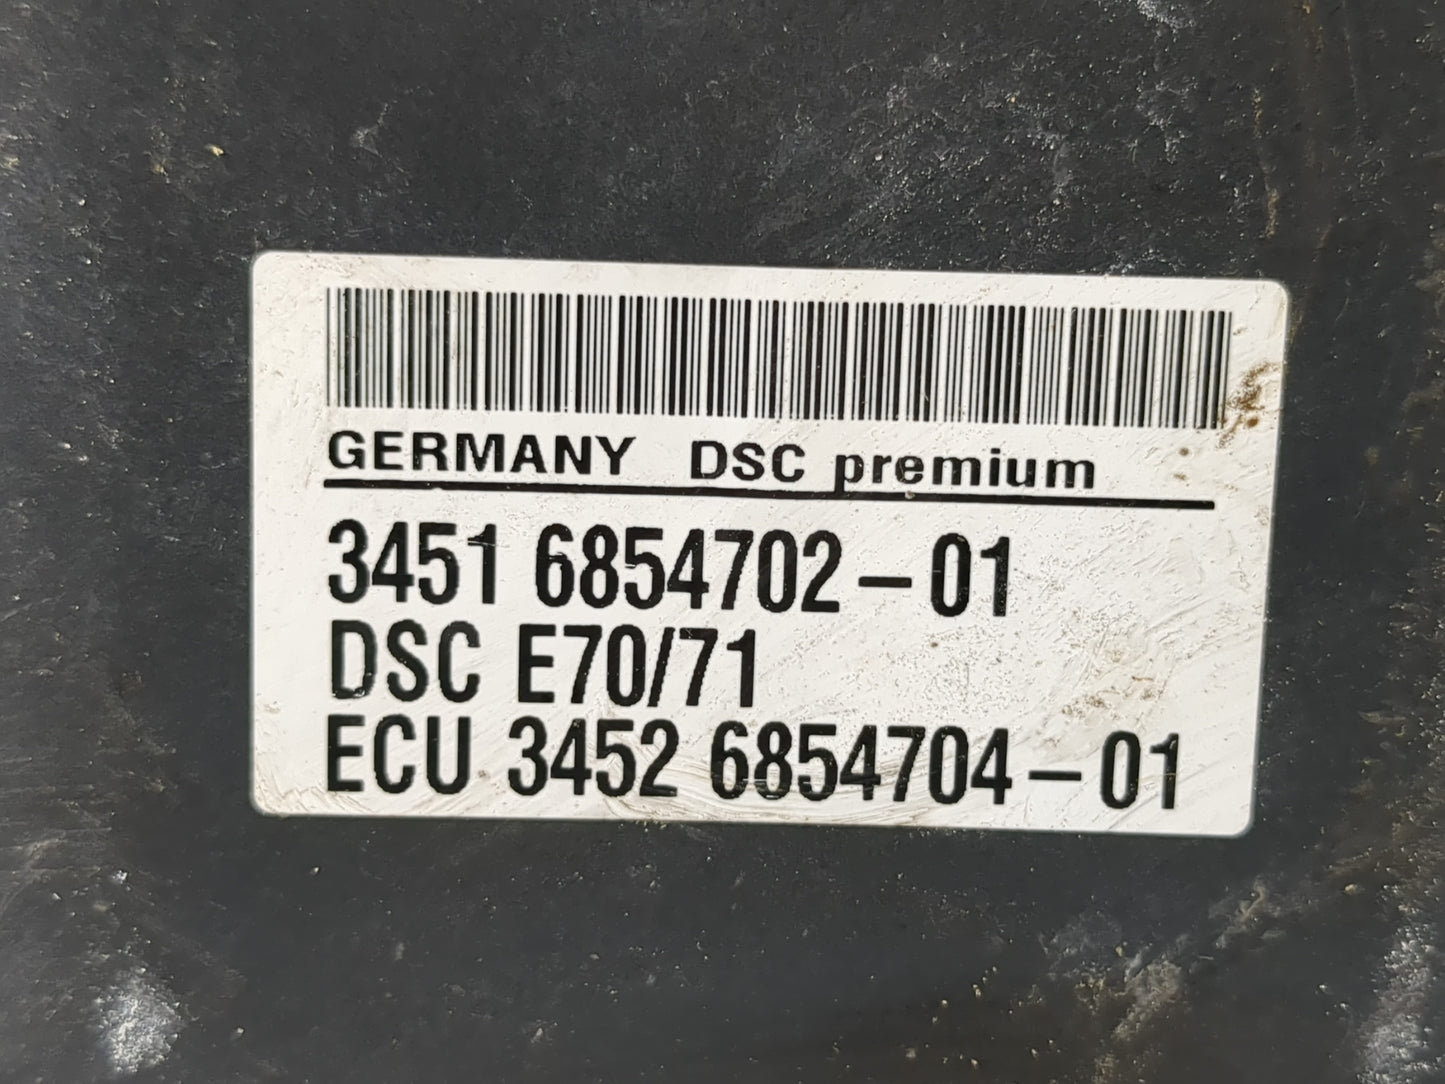 GERMANY DSC premium
3451 6854702-01
DSC E70/71
ECU 3452 6854704-01